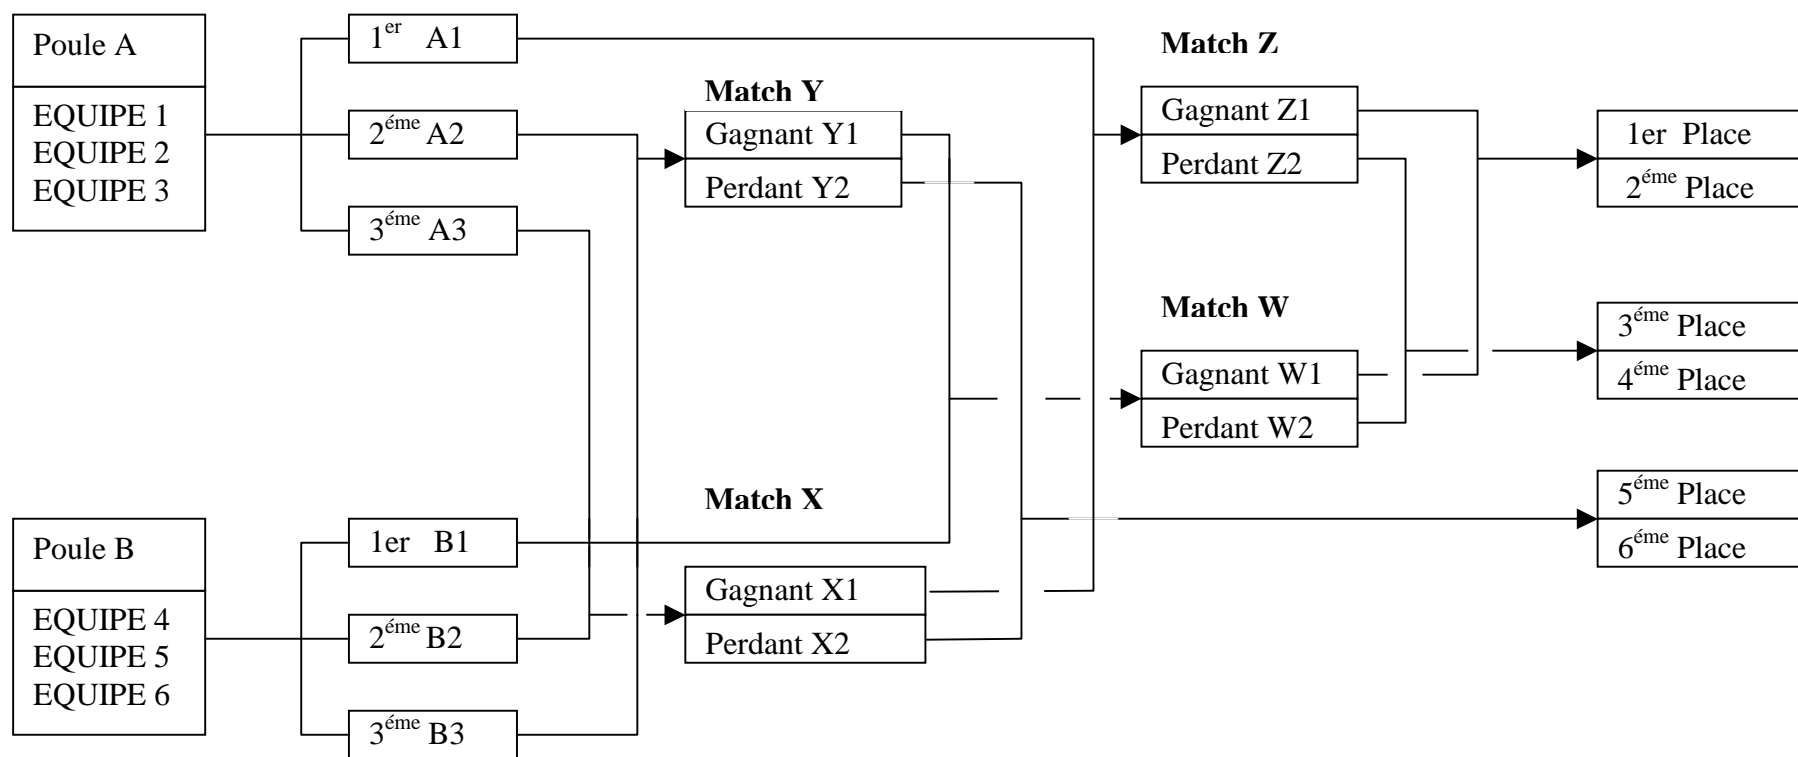 Poule A
EQUIPE 1
EQUIPE 2
EQUIPE 3
1er A1
2éme A2
3éme A3
Match Y
Gagnant Y1
Perdant Y2
Match Z
Gagnant Z1
Perdant Z2
1er Place
2éme Place
Match W
Gagnant W1
Perdant W2
3éme Place
4éme Place
Poule B
EQUIPE 4
EQUIPE 5
EQUIPE 6
1er B1
2éme B2
3éme B3
Match X
Gagnant X1
Perdant X2
5éme Place
6éme Place